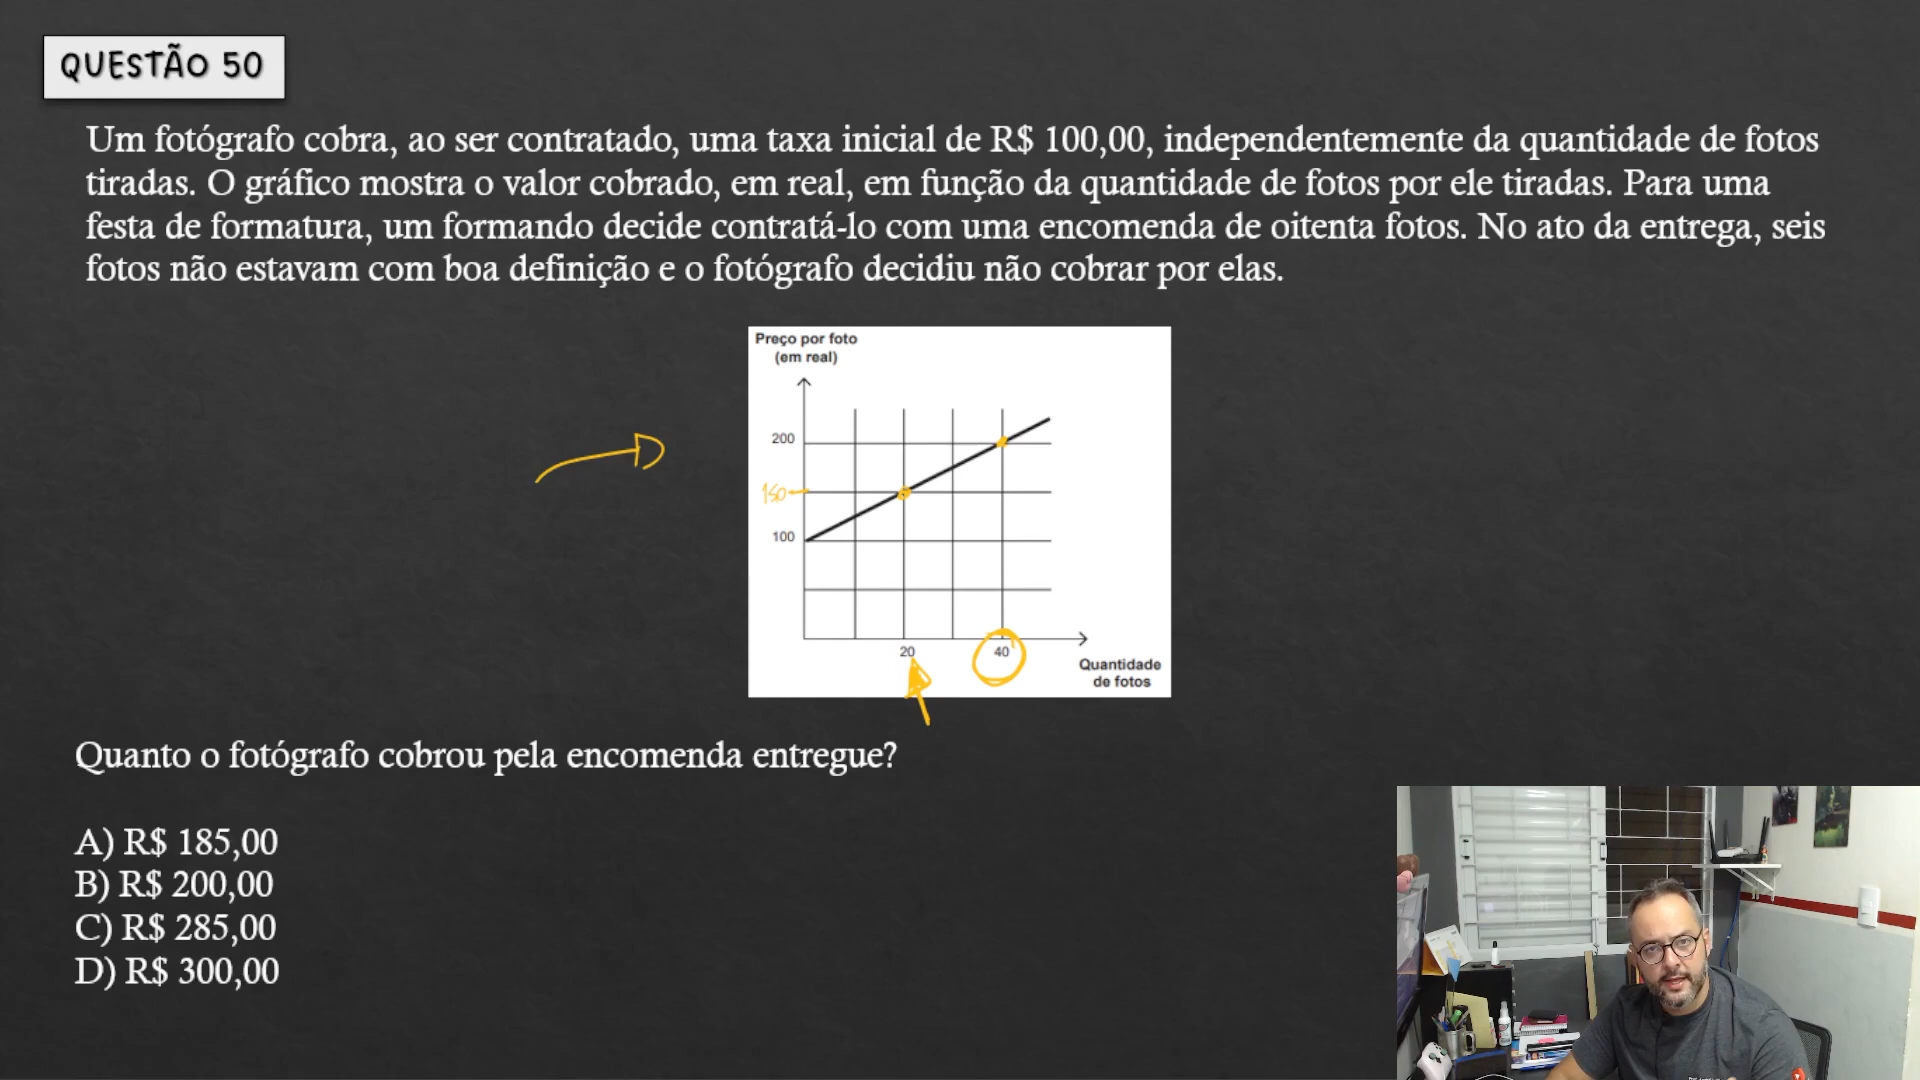 QUESTÃO 50
Um fotógrafo cobra, ao ser contratado, uma taxa inicial de R$ 100,00, independentemente da quantidade de fotos
tiradas. O gráfico mostra o valor cobrado, em real, em função da quantidade de fotos por ele tiradas. Para uma
festa de formatura, um formando decide contratá-lo com uma encomenda de oitenta fotos. No ato da entrega, seis
fotos não estavam com boa definição e o fotógrafo decidiu não cobrar por elas.
Preço por foto
(em real)
200
150
100
20
40
Quantidade
de fotos
Quanto o fotógrafo cobrou pela encomenda entregue?
A) R$ 185,00
B) R$ 200,00
C) R$ 285,00
D) R$ 300,00